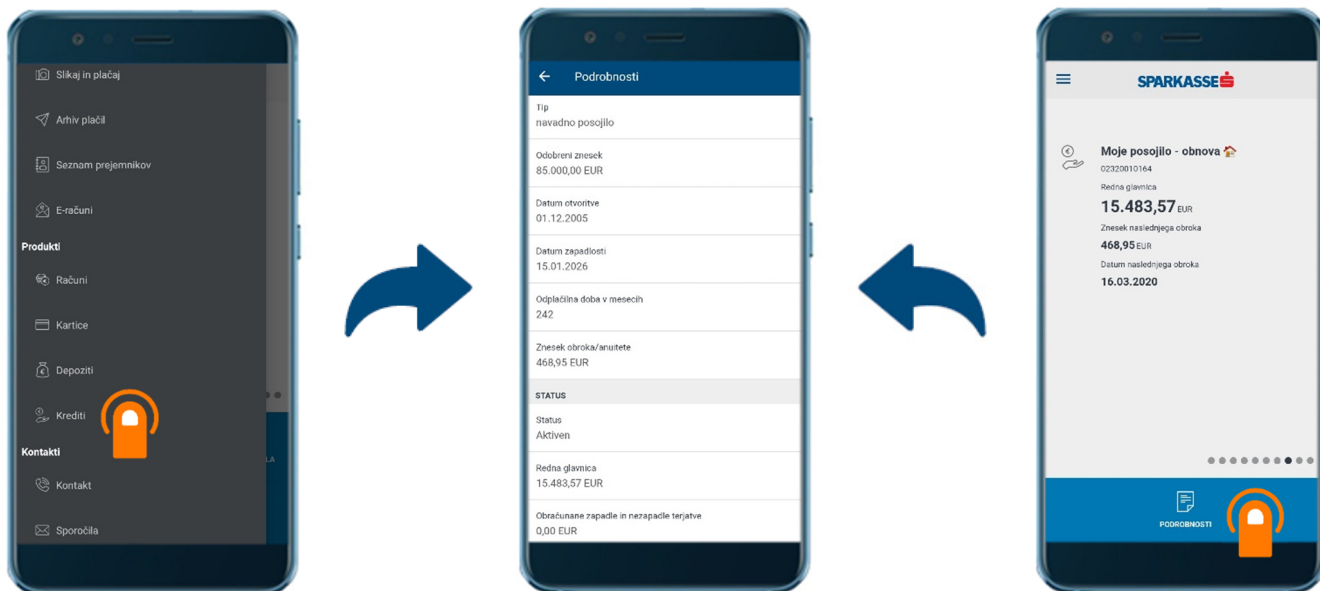 Slikaj in plačaj
Arhiv plačil
Seznam prejemnikov
E-računi
Produkti
Računi
Kartice
Depoziti
Krediti
Kontakti
Kontakt
Sporočila
LA
Podrobnosti
Tip
navadno posojilo
Odobreni znesek
85.000,00 EUR
Datum otvoritve
01.12.2005
Datum zapadlosti
15.01.2026
Odplačilna doba v mesecih
242
Znesek obroka/anuitete
468,95 EUR
STATUS
Status
Aktiven
Redna glavnica
15.483,57 EUR
Obračunane zapadle in nezapadle terjatve
0,00 EUR
SPARKASSE
Moje posojilo - obnova
02320010164
Redna glavnica
15.483,57 EUR
Znesek naslednjega obroka
468,95 EUR
Datum naslednjega obroka
16.03.2020
PODROBNOSTI